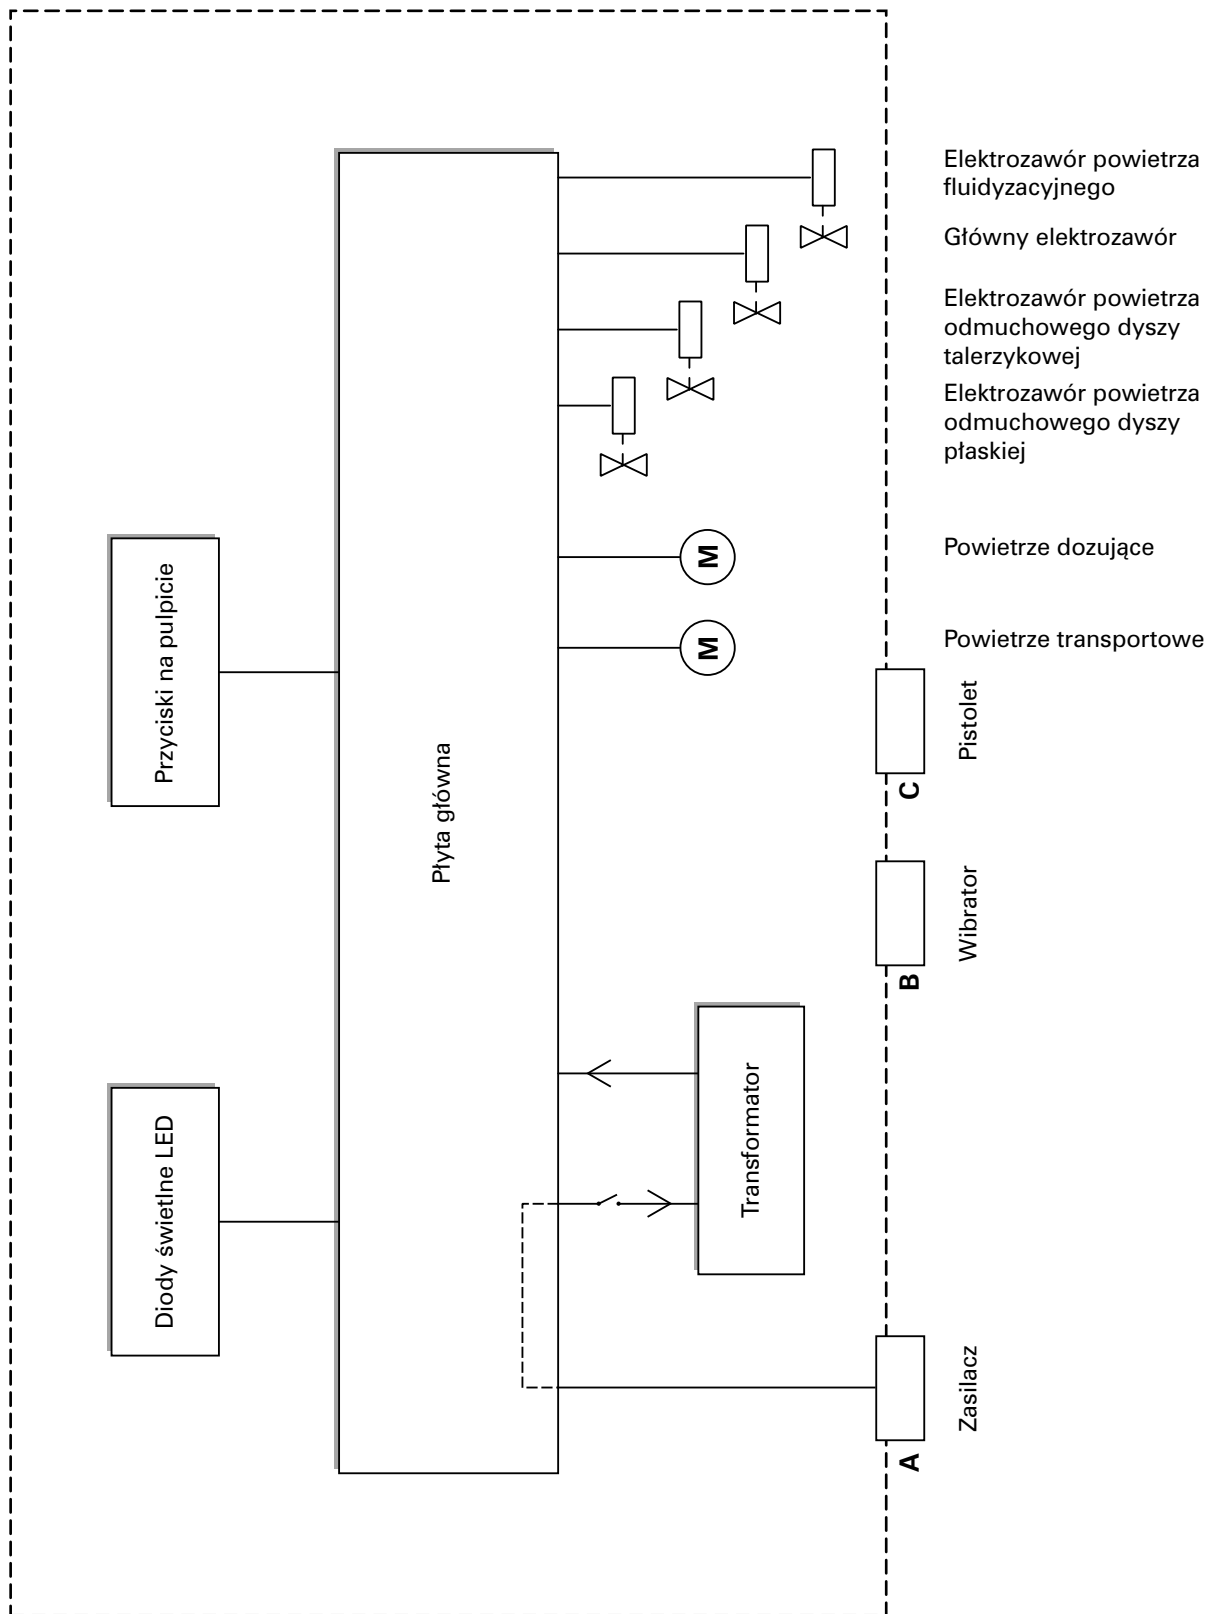 Elektrozawór powietrza
fluidyzacyjnego
Główny elektrozawór
Elektrozawór powietrza
odmuchowego dyszy
talerzykowej
Elektrozawór powietrza
odmuchowego dyszy
płaskiej
Powietrze dozujące
M
Powietrze transportowe
M
Przyciski na pulpicie
Płyta główna
Pistolet
C
Wibrator
B
Transformator
Diody świetlne LED
Zasilacz
A